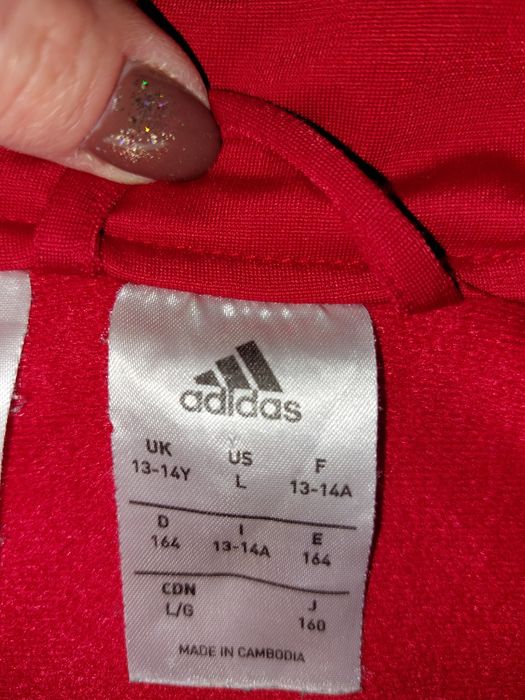 adidas
UK US F
13-14Y L 13-14A
D I E
164 13-14A 164
CDN J
L/G 160
MADE IN CAMBODIA